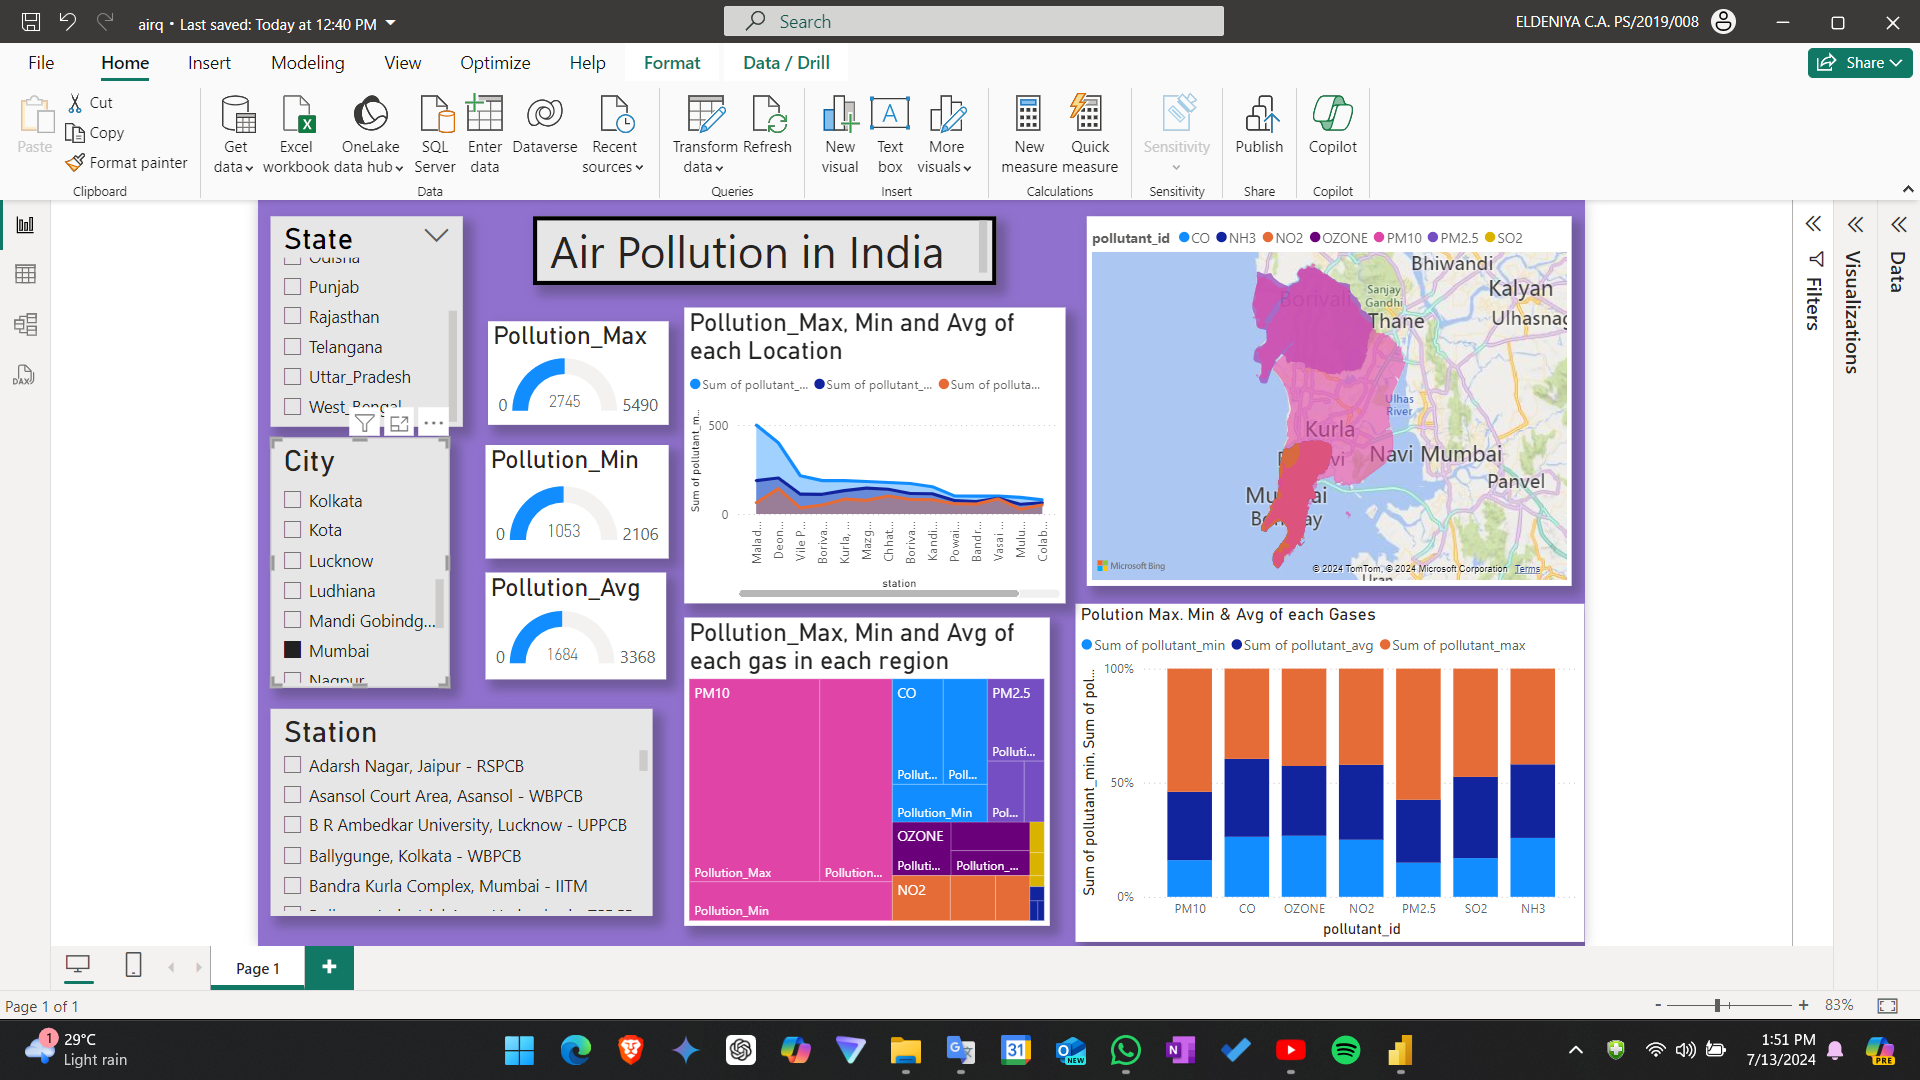 airq • Last saved: Today at 12:40 PM
Search
ELDENIYA C.A. PS/2019/008
File Home Insert Modeling View Optimize Help Format Data / Drill
Share
Paste
Cut
Copy
Format painter
Clipboard
Get data
Excel workbook
OneLake data hub
SQL Server
Enter data
Dataverse
Recent sources
Data
Transform data
Refresh
Queries
New visual
Text box
More visuals
Insert
New measure
Quick measure
Calculations
Sensitivity
Sensitivity
Publish
Share
Copilot
Copilot
DAX
State
Odisha
Punjab
Rajasthan
Telangana
Uttar_Pradesh
West_Bengal
City
Kolkata
Kota
Lucknow
Ludhiana
Mandi Gobindg...
Mumbai
Nagpur
Station
Adarsh Nagar, Jaipur - RSPCB
Asansol Court Area, Asansol - WBPCB
B R Ambedkar University, Lucknow - UPPCB
Ballygunge, Kolkata - WBPCB
Bandra Kurla Complex, Mumbai - IITM
Air Pollution in India
Pollution_Max
0 2745 5490
Pollution_Min
0 1053 2106
Pollution_Avg
0 1684 3368
Pollution_Max, Min and Avg of
each Location
Sum of pollutant_... Sum of pollutant_... Sum of polluta...
Sum of pollutant_m...
500
0
Malad... Deon... Vile P... Boriva... Kurla,... Mazg... Chhat... Boriva... Kandi... Powai... Bandr... Vasai ... Mulu... Colab...
station
Pollution_Max, Min and Avg of
each gas in each region
PM10
Pollution_Max
Pollution...
Pollution_Min
CO
Pollut...
Poll...
Pollution_Min
PM2.5
Polluti...
Pol...
OZONE
Polluti...
Pollution_...
NO2
pollutant_id CO NH3 NO2 OZONE PM10 PM2.5 SO2
Bhiwandi
Kalyan
Sanjay
Gandhi
Borivali
Thane
Ulhasnag
Ulhas
River
Kurla
Navi Mumbai
Panvel
Microsoft Bing
© 2024 TomTom, © 2024 Microsoft Corporation Terms
Polution Max. Min & Avg of each Gases
Sum of pollutant_min Sum of pollutant_avg Sum of pollutant_max
Sum of pollutant_min, Sum of pol...
100%
50%
0%
PM10 CO OZONE NO2 PM2.5 SO2 NH3
pollutant_id
Filters
Visualizations
Data
Page 1
Page 1 of 1
- + 83%
1
29°C
Light rain
31
NEW
1:51 PM
7/13/2024
PRE